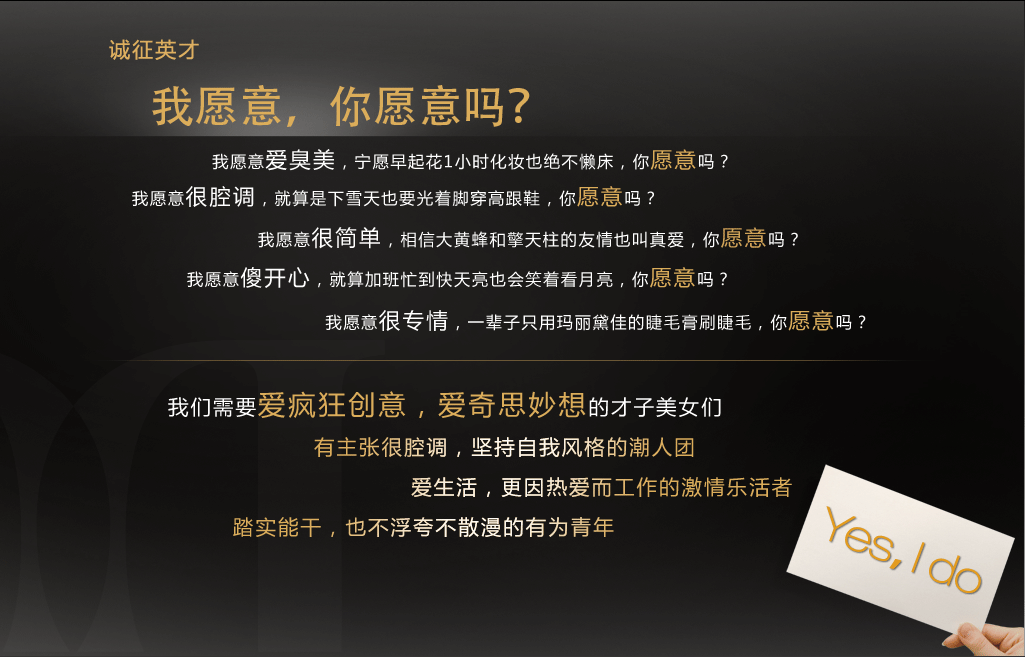 诚征英才
我愿意，你愿意吗?
我愿意爱臭美，宁愿早起花1小时化妆也绝不懒床，你愿意吗？
我愿意很腔调，就算是下雪天也要光着脚穿高跟鞋，你愿意吗？
我愿意很简单，相信大黄蜂和擎天柱的友情也叫真爱，你愿意吗？
我愿意傻开心，就算加班忙到快天亮也会笑着看月亮，你愿意吗？
我愿意很专情，一辈子只用玛丽黛佳的睫毛膏刷睫毛，你愿意吗？
我们需要爱疯狂创意，爱奇思妙想的才子美女们
有主张很腔调，坚持自我风格的潮人团
爱生活，更因热爱而工作的激情乐活者
踏实能干，也不浮夸不散漫的有为青年
Yes, I do